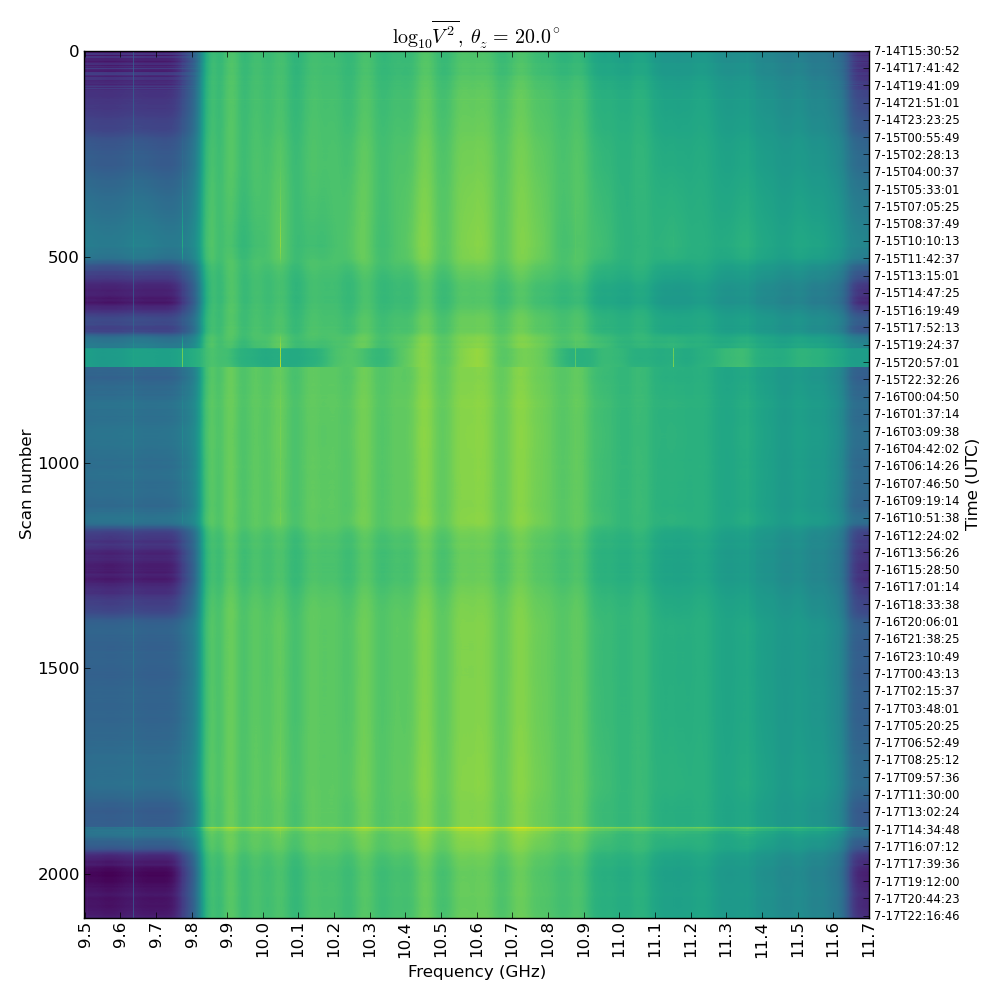 log₁₀V̅²̅, θ_z = 20.0°
Scan number
0
500
1000
1500
2000
9.5 9.6 9.7 9.8 9.9 10.0 10.1 10.2 10.3 10.4 10.5 10.6 10.7 10.8 10.9 11.0 11.1 11.2 11.3 11.4 11.5 11.6 11.7
Frequency (GHz)
7-14T15:30:52
7-14T17:41:42
7-14T19:41:09
7-14T21:51:01
7-14T23:23:25
7-15T00:55:49
7-15T02:28:13
7-15T04:00:37
7-15T05:33:01
7-15T07:05:25
7-15T08:37:49
7-15T10:10:13
7-15T11:42:37
7-15T13:15:01
7-15T14:47:25
7-15T16:19:49
7-15T17:52:13
7-15T19:24:37
7-15T20:57:01
7-15T22:32:26
7-16T00:04:50
7-16T01:37:14
7-16T03:09:38
7-16T04:42:02
7-16T06:14:26
7-16T07:46:50
7-16T09:19:14
7-16T10:51:38
7-16T12:24:02
7-16T13:56:26
7-16T15:28:50
7-16T17:01:14
7-16T18:33:38
7-16T20:06:01
7-16T21:38:25
7-16T23:10:49
7-17T00:43:13
7-17T02:15:37
7-17T03:48:01
7-17T05:20:25
7-17T06:52:49
7-17T08:25:12
7-17T09:57:36
7-17T11:30:00
7-17T13:02:24
7-17T14:34:48
7-17T16:07:12
7-17T17:39:36
7-17T19:12:00
7-17T20:44:23
7-17T22:16:46
Time (UTC)